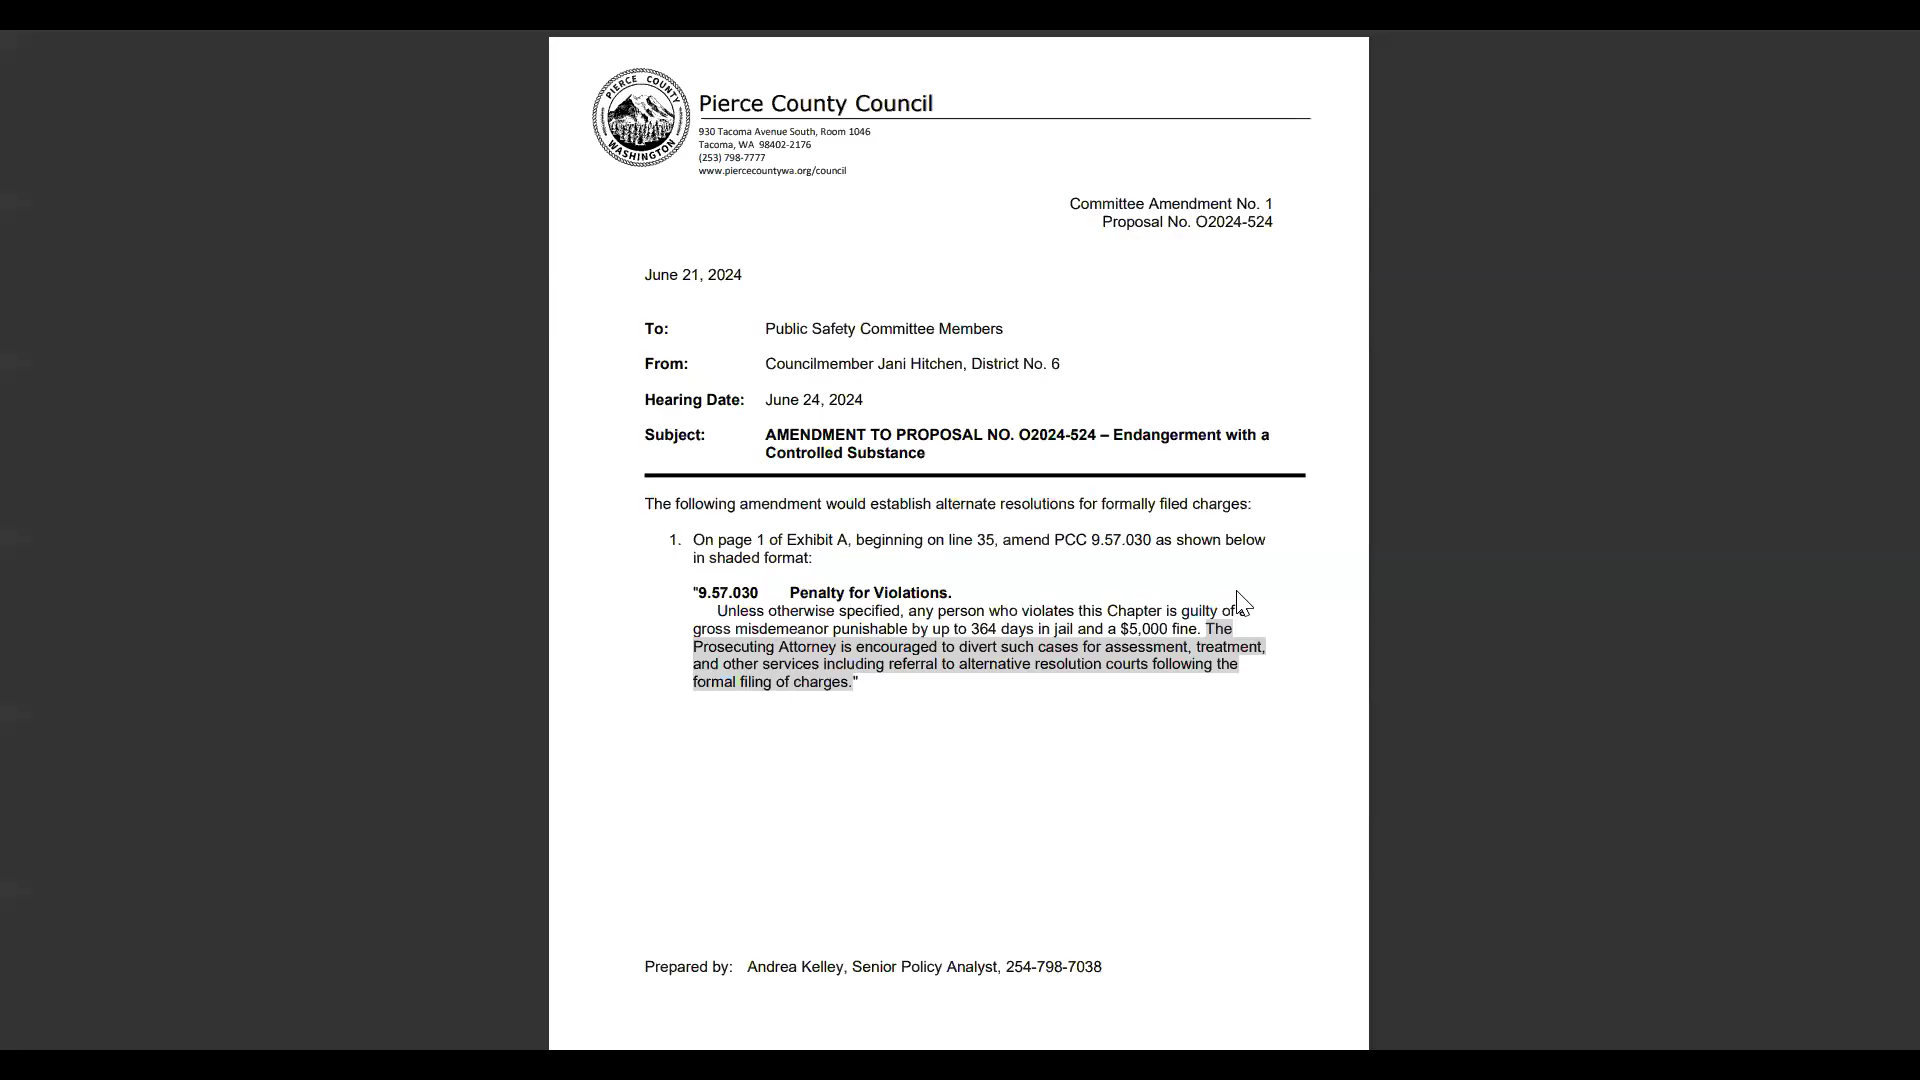 PIERCE COUNTY
WASHINGTON
Pierce County Council
930 Tacoma Avenue South, Room 1046
Tacoma, WA 98402-2176
(253) 798-7777
www.piercecountywa.org/council
Committee Amendment No. 1
Proposal No. O2024-524
June 21, 2024
To: Public Safety Committee Members
From: Councilmember Jani Hitchen, District No. 6
Hearing Date: June 24, 2024
Subject: AMENDMENT TO PROPOSAL NO. O2024-524 – Endangerment with a
Controlled Substance
The following amendment would establish alternate resolutions for formally filed charges:
1. On page 1 of Exhibit A, beginning on line 35, amend PCC 9.57.030 as shown below
in shaded format:
"9.57.030 Penalty for Violations.
Unless otherwise specified, any person who violates this Chapter is guilty of
gross misdemeanor punishable by up to 364 days in jail and a $5,000 fine. The
Prosecuting Attorney is encouraged to divert such cases for assessment, treatment,
and other services including referral to alternative resolution courts following the
formal filing of charges."
Prepared by: Andrea Kelley, Senior Policy Analyst, 254-798-7038